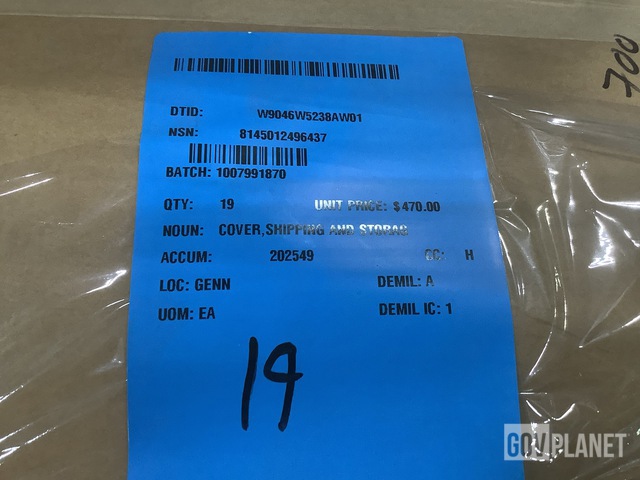 700
DTID: W9046W5238AW01
NSN: 8145012496437
BATCH: 1007991870
QTY: 19 UNIT PRICE: $470.00
NOUN: COVER,SHIPPING AND STORAG
ACCUM: 202549 CC: H
LOC: GENN DEMIL: A
UOM: EA DEMIL IC: 1
19
GOVPLANET